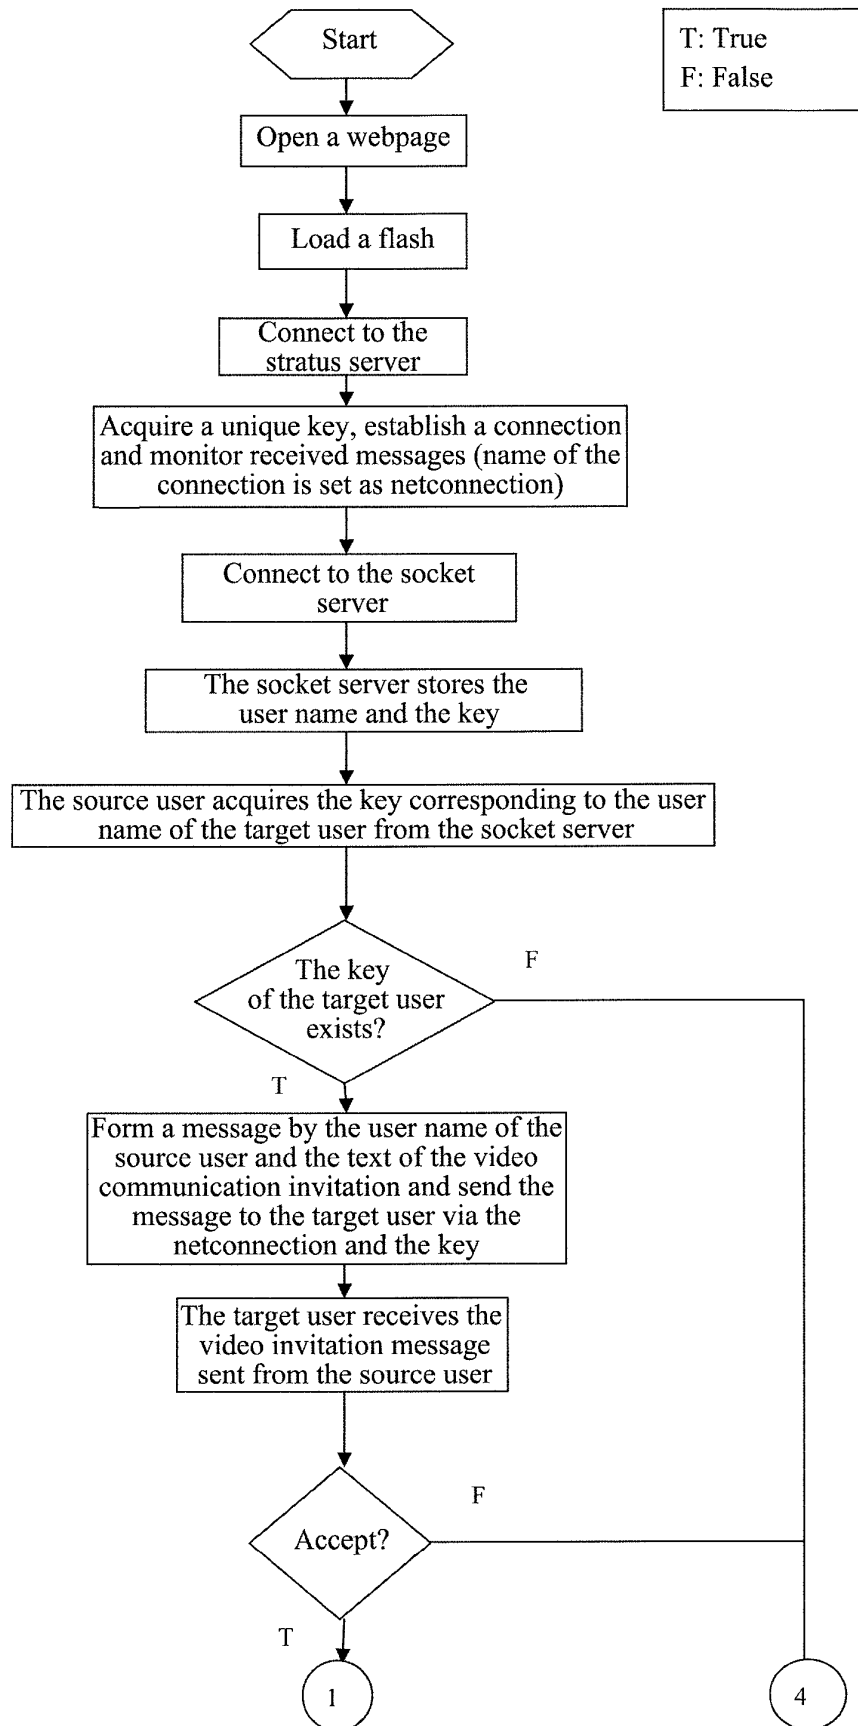 Start
T: True
F: False
Open a webpage
Load a flash
Connect to the
stratus server
Acquire a unique key, establish a connection
and monitor received messages (name of the
connection is set as netconnection)
Connect to the socket
server
The socket server stores the
user name and the key
The source user acquires the key corresponding to the user
name of the target user from the socket server
The key
of the target user
exists?
F
T
Form a message by the user name of the
source user and the text of the video
communication invitation and send the
message to the target user via the
netconnection and the key
The target user receives the
video invitation message
sent from the source user
Accept?
F
T
1
4